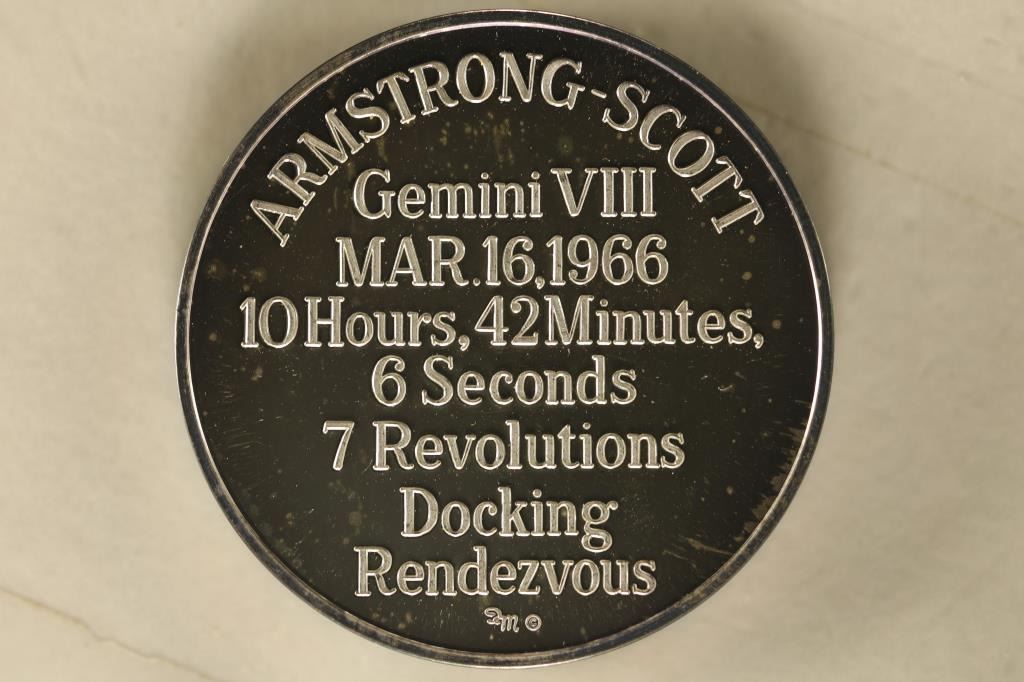 ARMSTRONG-SCOTT
Gemini VIII
MAR. 16, 1966
10 Hours, 42 Minutes,
6 Seconds
7 Revolutions
Docking
Rendezvous
©